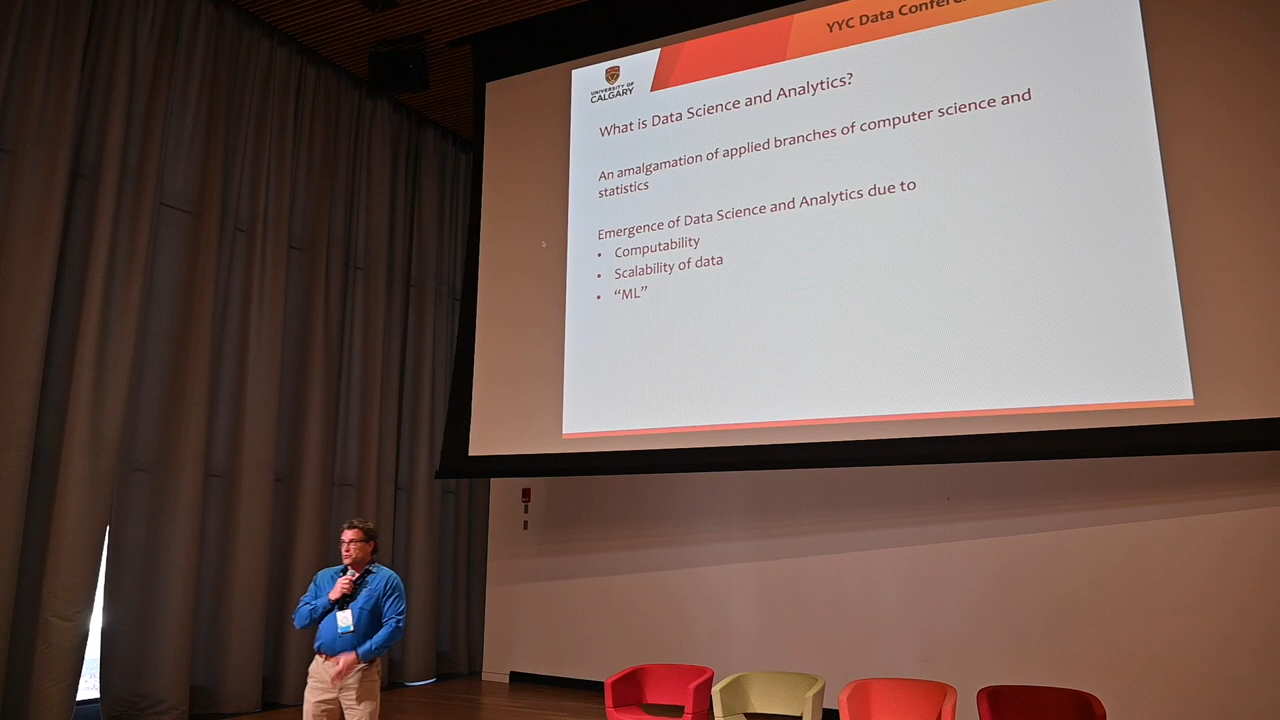 YYC Data
UNIVERSITY OF
CALGARY
What is Data Science and Analytics?
An amalgamation of applied branches of computer science and
statistics
Emergence of Data Science and Analytics due to
• Computability
• Scalability of data
• “ML”